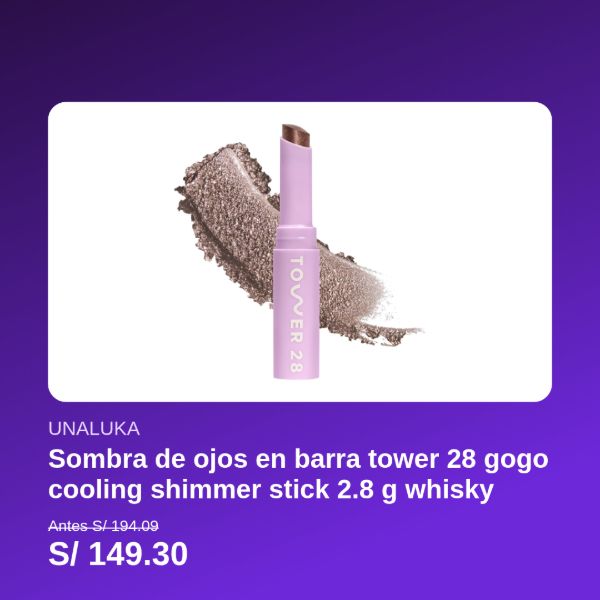 TOWER 28
UNALUKA
Sombra de ojos en barra tower 28 gogo
cooling shimmer stick 2.8 g whisky
Antes S/ 194.09
S/ 149.30